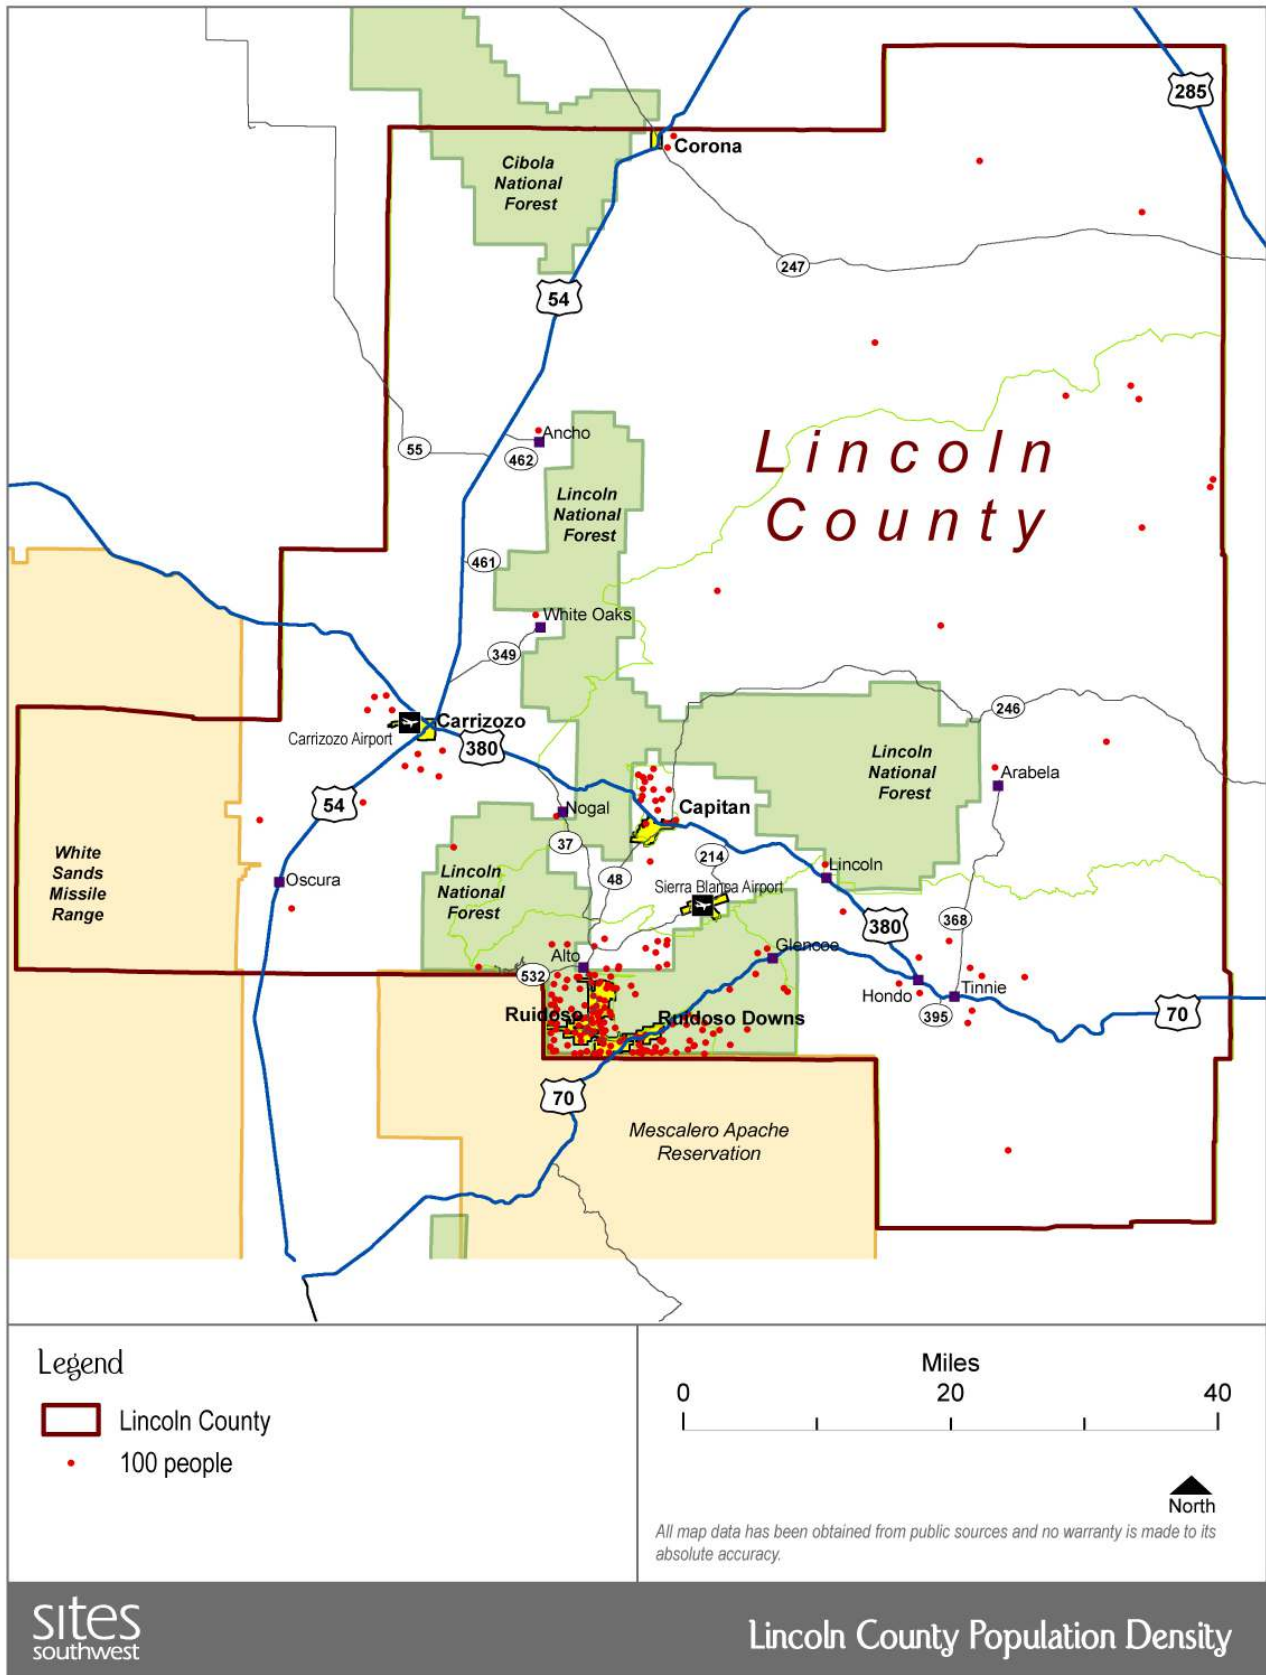 285
Corona
Cibola
National
Forest
247
54
Ancho
55
462
Lincoln
County
Lincoln
National
Forest
461
White Oaks
349
246
Carrizozo
Carrizozo Airport
380
Lincoln
National
Forest
Arabela
54
Capitan
Nogal
White
Sands
Missile
Range
37
214
Lincoln
Oscura
Lincoln
National
Forest
48
Sierra Blanca Airport
380
368
Glencoe
Alto
532
Hondo
Tinnie
395
70
Ruidoso
Ruidoso Downs
70
Mescalero Apache
Reservation
Legend
Lincoln County
100 people
Miles
0 20 40
North
All map data has been obtained from public sources and no warranty is made to its
absolute accuracy.
sites
southwest
Lincoln County Population Density